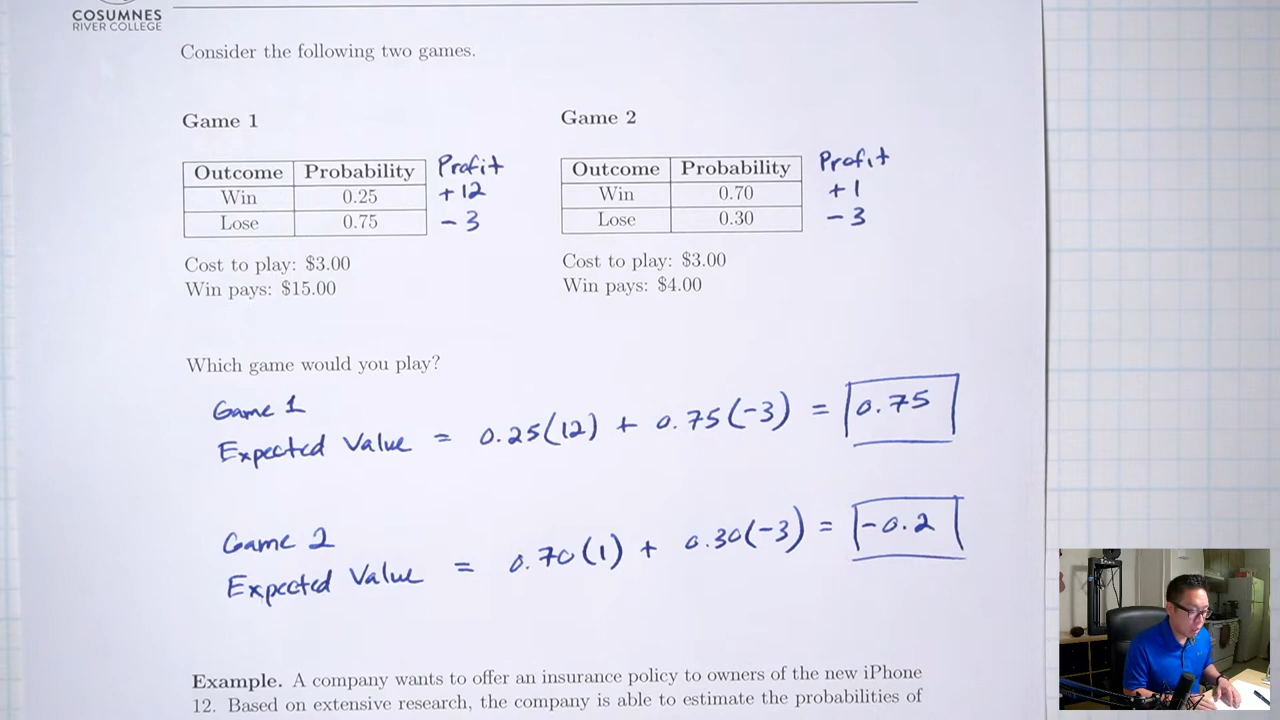 COSUMNES
RIVER COLLEGE
Consider the following two games.
Game 1
Outcome Probability Profit
Win 0.25 +12
Lose 0.75 -3
Cost to play: $3.00
Win pays: $15.00
Game 2
Outcome Probability Profit
Win 0.70 +1
Lose 0.30 -3
Cost to play: $3.00
Win pays: $4.00
Which game would you play?
Game 1
Expected Value = 0.25(12) + 0.75(-3) = 0.75
Game 2
Expected Value = 0.70(1) + 0.30(-3) = -0.2
Example. A company wants to offer an insurance policy to owners of the new iPhone
12. Based on extensive research, the company is able to estimate the probabilities of